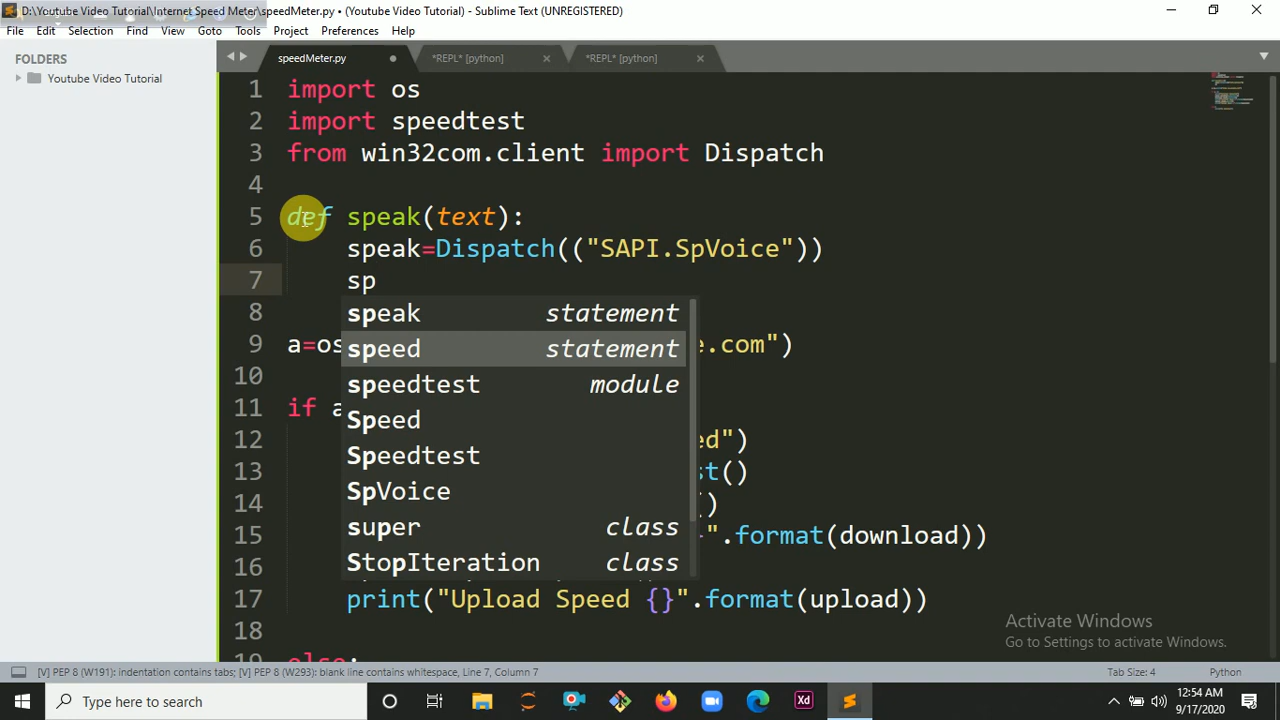 D:\Youtube Video Tutorial\Internet Speed Meter\speedMeter.py • (Youtube Video Tutorial) - Sublime Text (UNREGISTERED)
File Edit Selection Find View Goto Tools Project Preferences Help
FOLDERS
Youtube Video Tutorial
speedMeter.py
*REPL* [python]
*REPL* [python]
1 import os
2 import speedtest
3 from win32com.client import Dispatch
4
5 def speak(text):
6 speak=Dispatch(("SAPI.SpVoice"))
7 sp
8 speak statement
9 a=os e.com")
speed statement
10 speedtest module
11 if a Speed
12 ed")
13 Speedtest st()
14 SpVoice ()
15 super class }".format(download))
16 StopIteration class
17 print("Upload Speed {}".format(upload))
18
19 else:
Activate Windows
Go to Settings to activate Windows.
[V] PEP 8 (W191): indentation contains tabs; [V] PEP 8 (W293): blank line contains whitespace, Line 7, Column 7
Tab Size: 4
Python
Type here to search
Xd
12:54 AM
9/17/2020